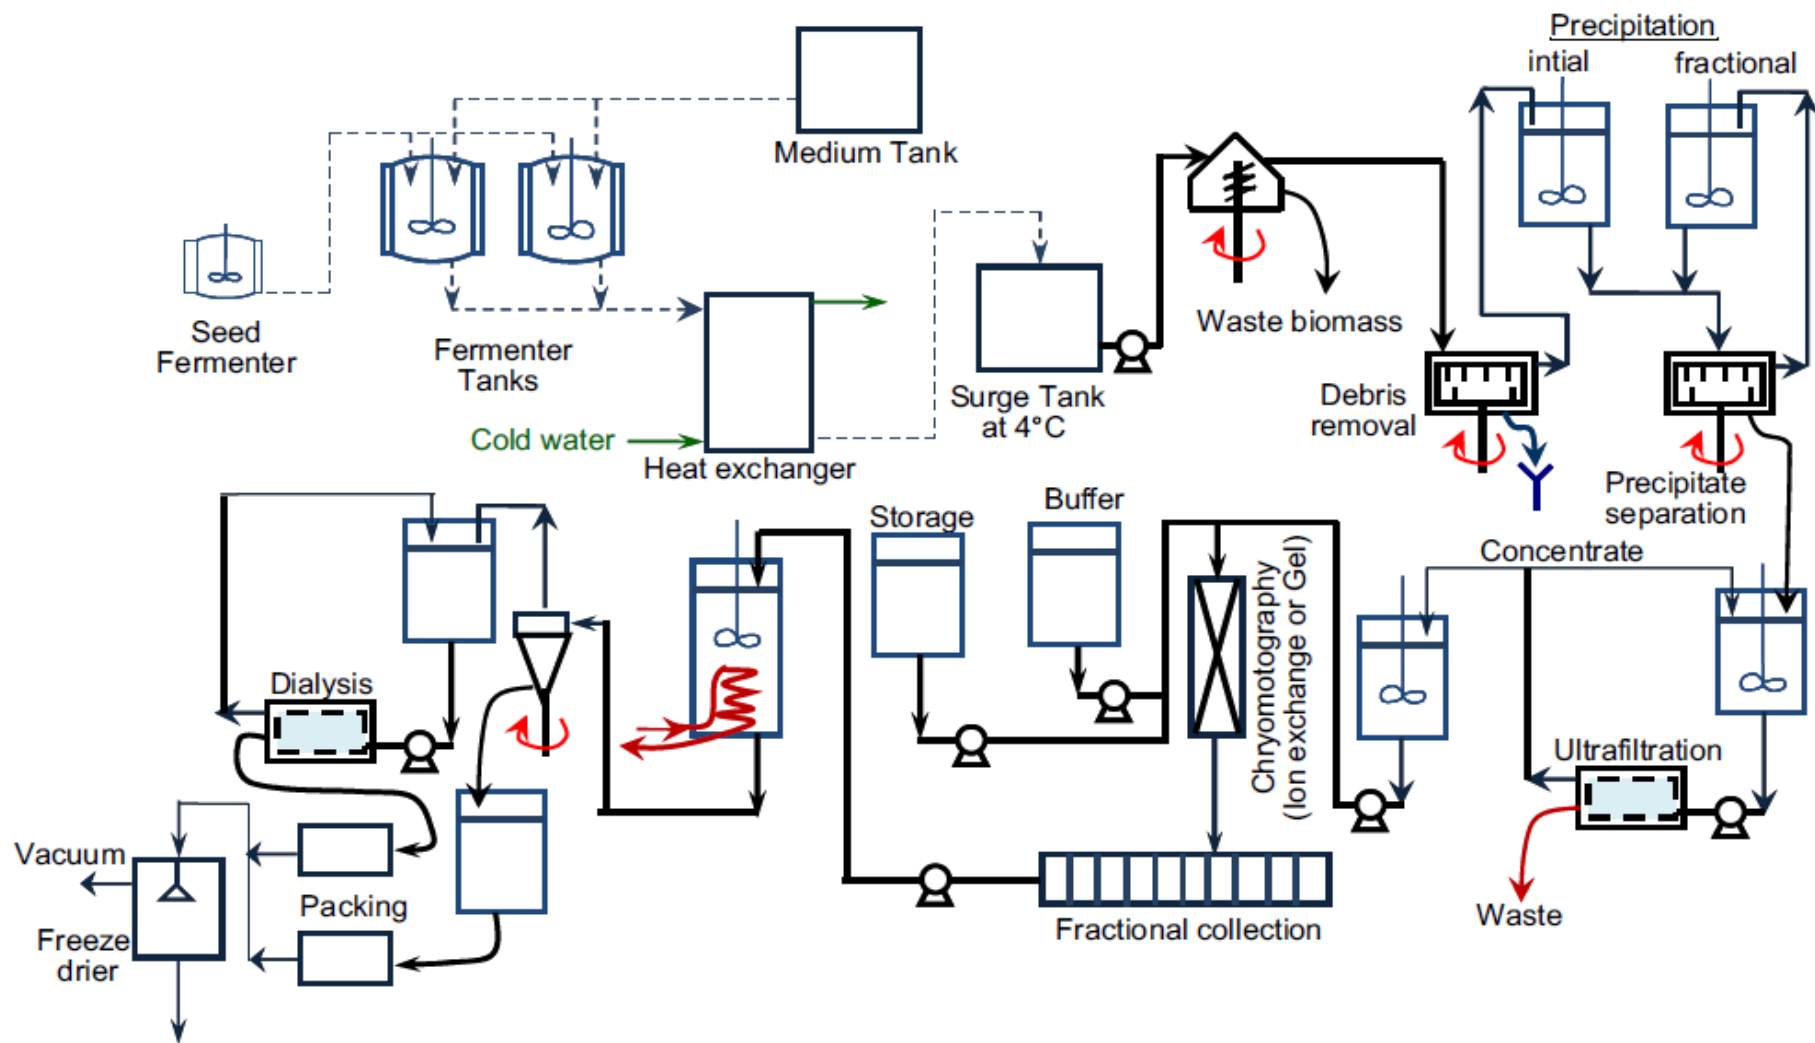 Precipitation
intial
fractional
Medium Tank
Seed
Fermenter
Fermenter
Tanks
Cold water
Heat exchanger
Surge Tank
at 4°C
Waste biomass
Debris
removal
Precipitate
separation
Concentrate
Buffer
Storage
Chryomotography
(Ion exchange or Gel)
Ultrafiltration
Waste
Fractional collection
Dialysis
Packing
Vacuum
Freeze
drier